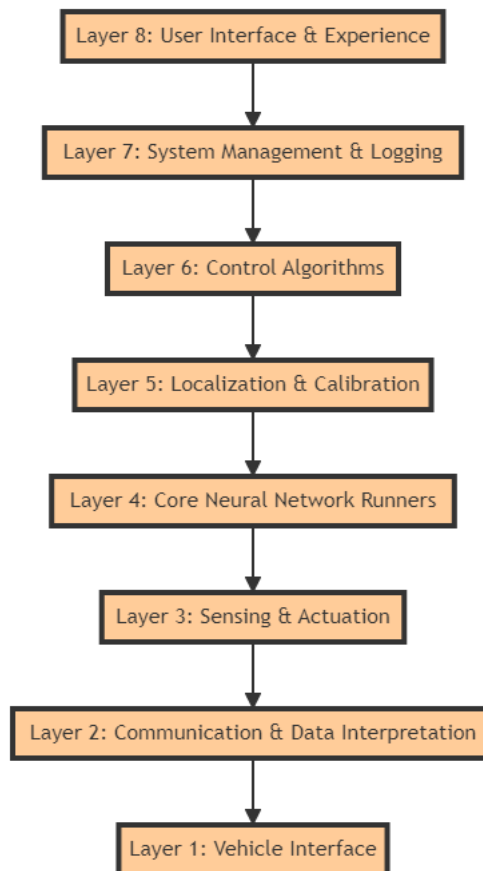 Layer 8: User Interface & Experience
Layer 7: System Management & Logging
Layer 6: Control Algorithms
Layer 5: Localization & Calibration
Layer 4: Core Neural Network Runners
Layer 3: Sensing & Actuation
Layer 2: Communication & Data Interpretation
Layer 1: Vehicle Interface